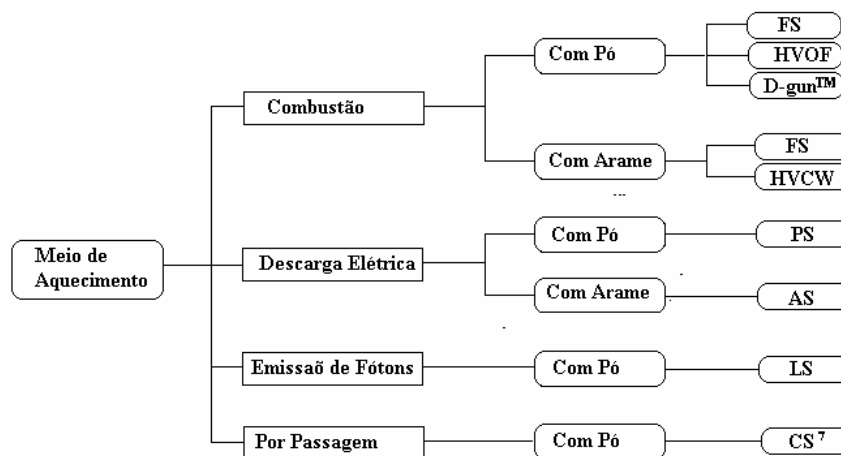 FS
Com Pó
HVOF
D-gun™
Combustão
FS
Com Arame
HVCW
Com Pó
PS
Meio de
Aquecimento
Descarga Elétrica
Com Arame
AS
Emissaõ de Fótons
Com Pó
LS
Por Passagem
Com Pó
CS ⁷